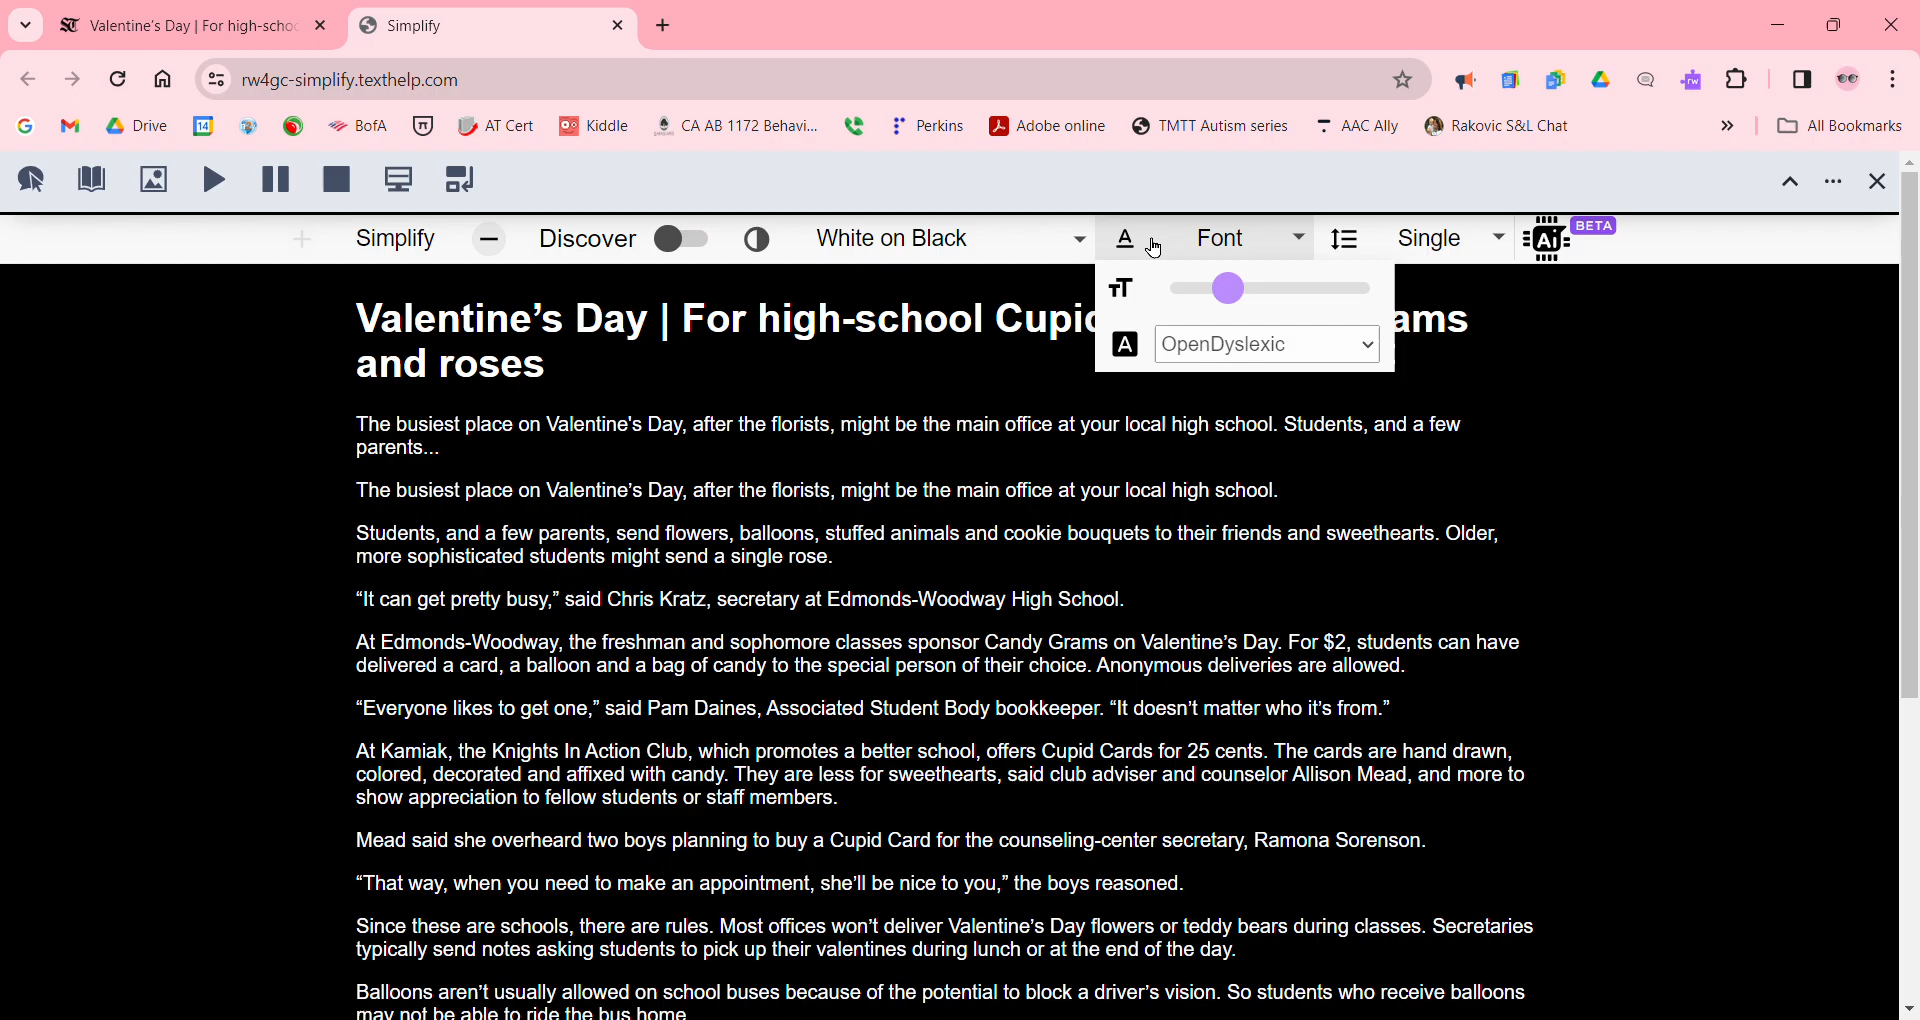 Valentine's Day | For high-schoo
Simplify
rw4gc-simplify.texthelp.com
Drive
14
BofA
AT Cert
Kiddle
CA AB 1172 Behavi...
Perkins
Adobe online
TMTT Autism series
AAC Ally
Rakovic S&L Chat
All Bookmarks
Simplify
Discover
White on Black
Font
Single
Ai
BETA
OpenDyslexic
Valentine’s Day | For high-school Cupid
ams
and roses
The busiest place on Valentine's Day, after the florists, might be the main office at your local high school. Students, and a few
parents...
The busiest place on Valentine’s Day, after the florists, might be the main office at your local high school.
Students, and a few parents, send flowers, balloons, stuffed animals and cookie bouquets to their friends and sweethearts. Older,
more sophisticated students might send a single rose.
“It can get pretty busy,” said Chris Kratz, secretary at Edmonds-Woodway High School.
At Edmonds-Woodway, the freshman and sophomore classes sponsor Candy Grams on Valentine’s Day. For $2, students can have
delivered a card, a balloon and a bag of candy to the special person of their choice. Anonymous deliveries are allowed.
“Everyone likes to get one,” said Pam Daines, Associated Student Body bookkeeper. “It doesn’t matter who it’s from.”
At Kamiak, the Knights In Action Club, which promotes a better school, offers Cupid Cards for 25 cents. The cards are hand drawn,
colored, decorated and affixed with candy. They are less for sweethearts, said club adviser and counselor Allison Mead, and more to
show appreciation to fellow students or staff members.
Mead said she overheard two boys planning to buy a Cupid Card for the counseling-center secretary, Ramona Sorenson.
“That way, when you need to make an appointment, she’ll be nice to you,” the boys reasoned.
Since these are schools, there are rules. Most offices won’t deliver Valentine’s Day flowers or teddy bears during classes. Secretaries
typically send notes asking students to pick up their valentines during lunch or at the end of the day.
Balloons aren’t usually allowed on school buses because of the potential to block a driver’s vision. So students who receive balloons
may not be able to ride the bus home